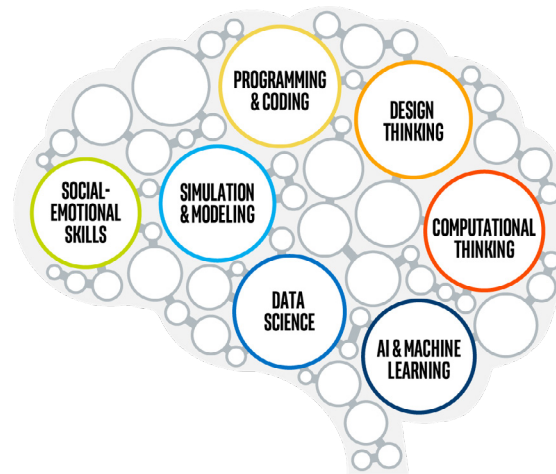 PROGRAMMING
& CODING
DESIGN
THINKING
SOCIAL-
EMOTIONAL
SKILLS
SIMULATION
& MODELING
COMPUTATIONAL
THINKING
DATA
SCIENCE
AI & MACHINE
LEARNING